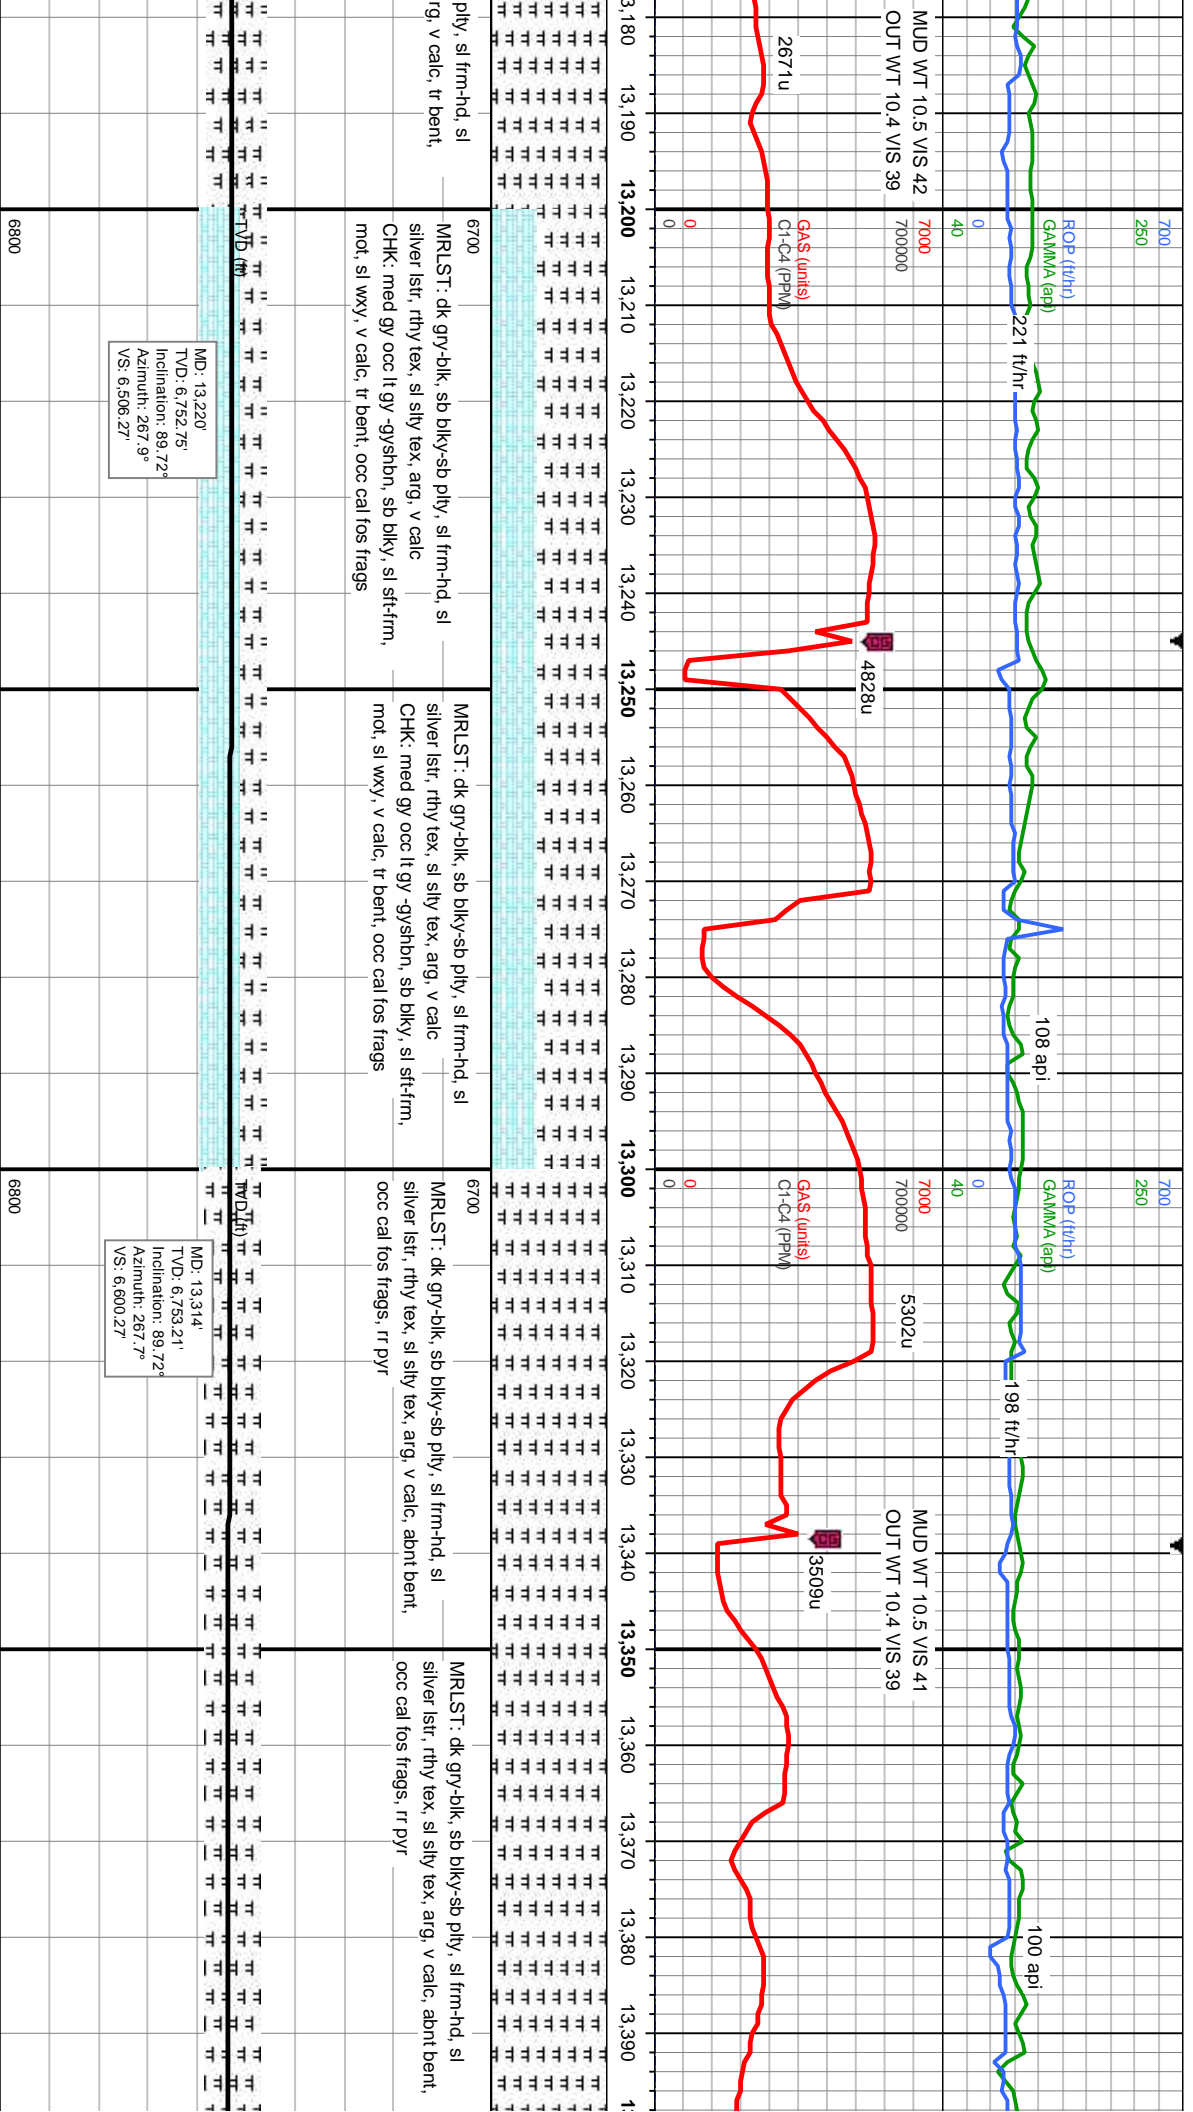 700
250
ROP (ft/hr)
GAMMA (api)
0
40
221 ft/hr
108 api
700
250
ROP (ft/hr)
GAMMA (api)
0
40
198 ft/hr
100 api
MUD WT 10.5 VIS 42
OUT WT 10.4 VIS 39
7000
700000
GAS (units)
C1-C4 (PPM)
0
0
2671u
4828u
7000
700000
GAS (units)
C1-C4 (PPM)
0
0
5302u
3509u
MUD WT 10.5 VIS 41
OUT WT 10.4 VIS 39
13,180
13,190
13,200
13,210
13,220
13,230
13,240
13,250
13,260
13,270
13,280
13,290
13,300
13,310
13,320
13,330
13,340
13,350
13,360
13,370
13,380
13,390
plty, sl frm-hd, sl
rg, v calc, tr bent,
6700
MRLST: dk gry-blk, sb blky-sb plty, sl frm-hd, sl
silver lstr, rthy tex, sl slty tex, arg, v calc
CHK: med gy occ lt gy -gyshbn, sb blky, sl sft-frm,
mot, sl wxy, v calc, tr bent, occ cal fos frags
MRLST: dk gry-blk, sb blky-sb plty, sl frm-hd, sl
silver lstr, rthy tex, sl slty tex, arg, v calc
CHK: med gy occ lt gy -gyshbn, sb blky, sl sft-frm,
mot, sl wxy, v calc, tr bent, occ cal fos frags
6700
MRLST: dk gry-blk, sb blky-sb plty, sl frm-hd, sl
silver lstr, rthy tex, sl slty tex, arg, v calc, abnt bent,
occ cal fos frags, rr pyr
MRLST: dk gry-blk, sb blky-sb plty, sl frm-hd, sl
silver lstr, rthy tex, sl slty tex, arg, v calc, abnt bent,
occ cal fos frags, rr pyr
TVD (ft)
6800
MD: 13,220'
TVD: 6,752.75'
Inclination: 89.72°
Azimuth: 267.9°
VS: 6,506.27'
TVD (ft)
6800
MD: 13,314'
TVD: 6,753.21'
Inclination: 89.72°
Azimuth: 267.7°
VS: 6,600.27'